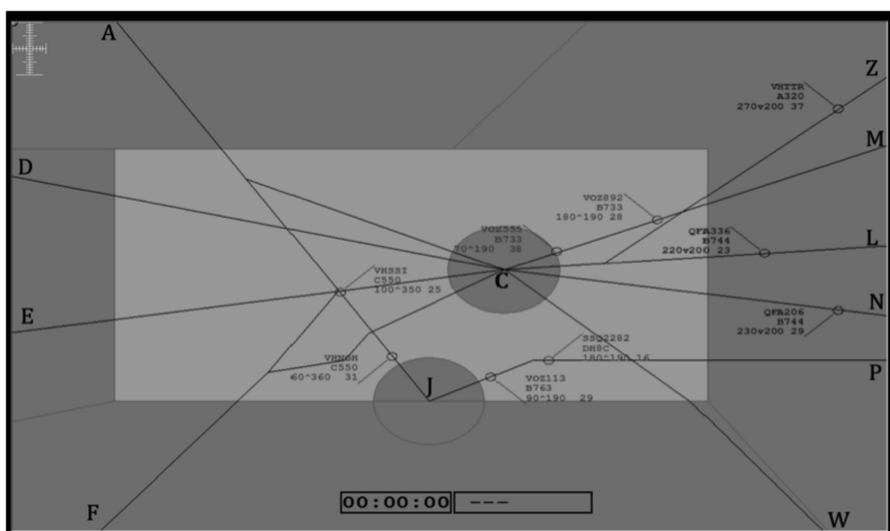 A
Z
VHTTR
A320
270v200 37
M
D
VOZ892
B733
180^190 28
VOZ555
B733
70^190 38
QFA336
B744
220v200 23
L
C
VHSSI
C550
100^350 25
E
QFA206
B744
230v200 29
N
SSQ2282
DH8C
180^190 16
C550
60^360 31
P
J
VOZ113
B763
90^190 29
00:00:00
---
F
W